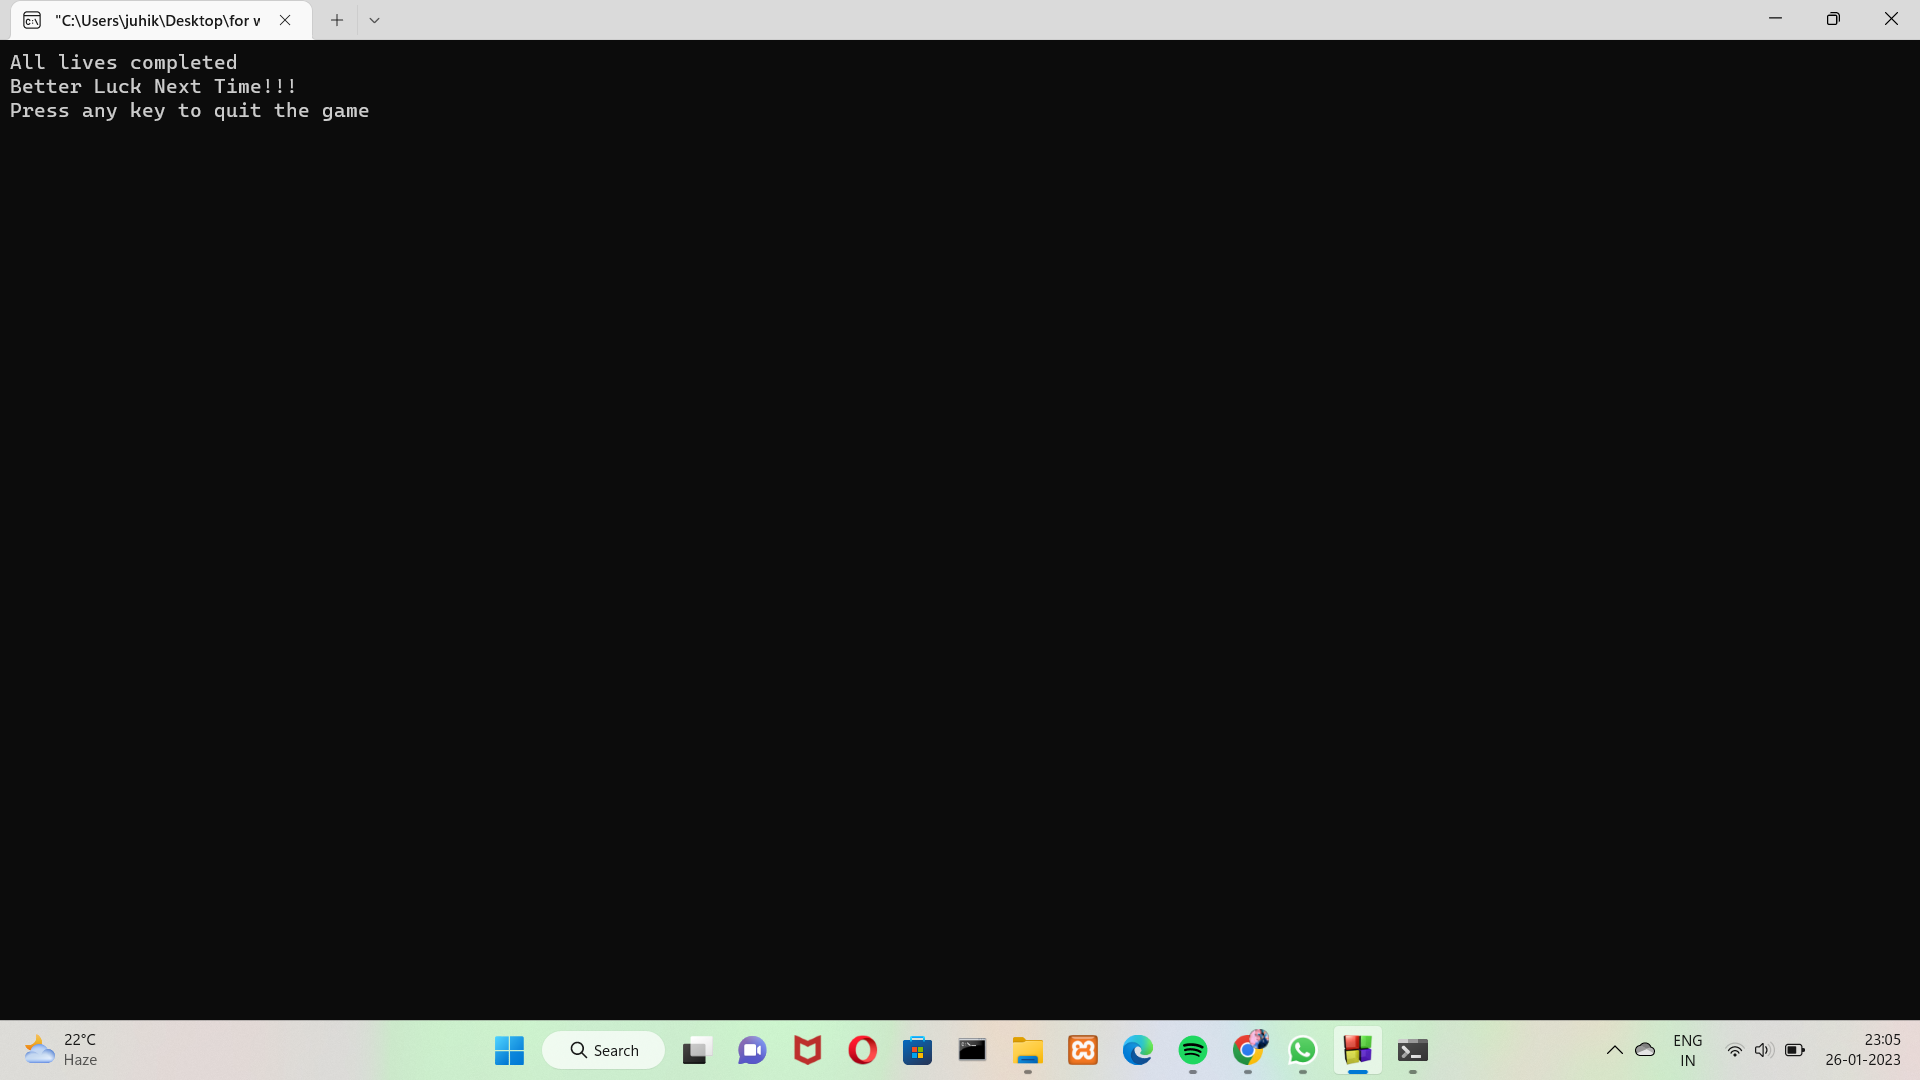 "C:\Users\juhik\Desktop\for w
All lives completed
Better Luck Next Time!!!
Press any key to quit the game
22°C
Haze
Search
ENG
IN
23:05
26-01-2023